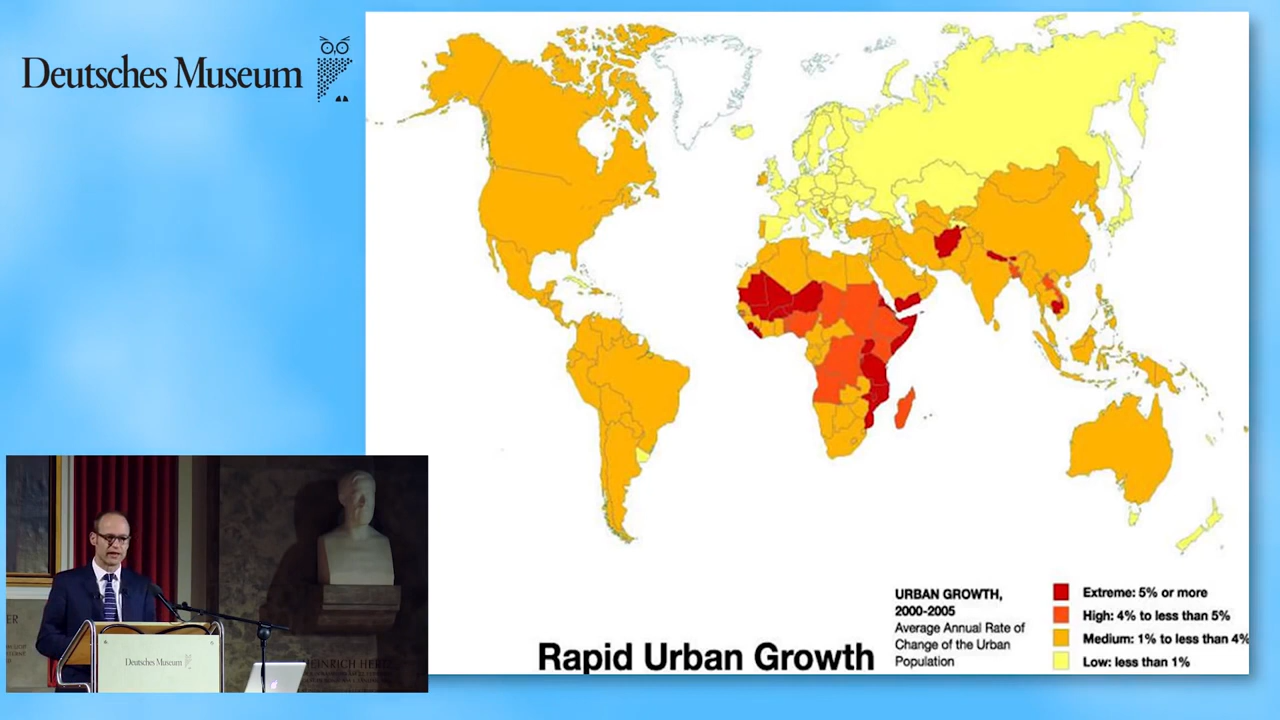 Deutsches Museum
Rapid Urban Growth
URBAN GROWTH,
2000-2005
Average Annual Rate of
Change of the Urban
Population
Extreme: 5% or more
High: 4% to less than 5%
Medium: 1% to less than 4%
Low: less than 1%
Deutsches Museum
HEINRICH HERTZ